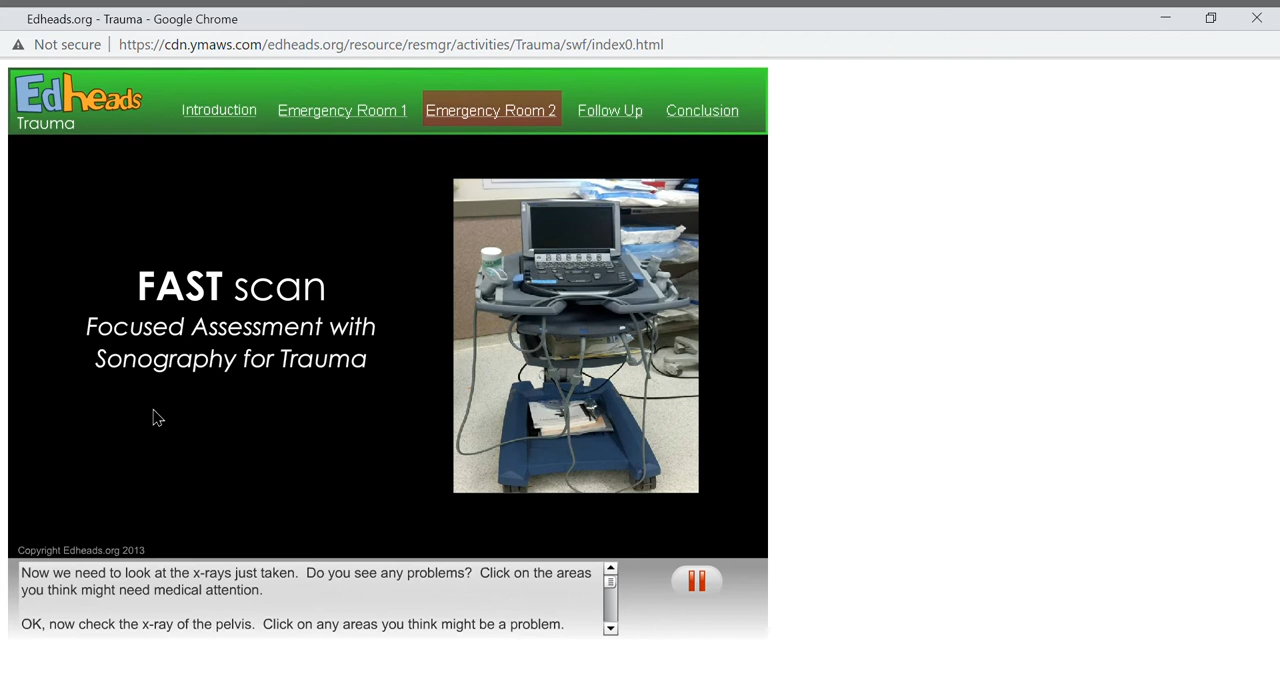 Edheads.org - Trauma - Google Chrome
Not secure https://cdn.ymaws.com/edheads.org/resource/resmgr/activities/Trauma/swf/index0.html
Edheads
Trauma
Introduction Emergency Room 1 Emergency Room 2 Follow Up Conclusion
FAST scan
Focused Assessment with
Sonography for Trauma
Copyright Edheads.org 2013
Now we need to look at the x-rays just taken. Do you see any problems? Click on the areas
you think might need medical attention.
OK, now check the x-ray of the pelvis. Click on any areas you think might be a problem.